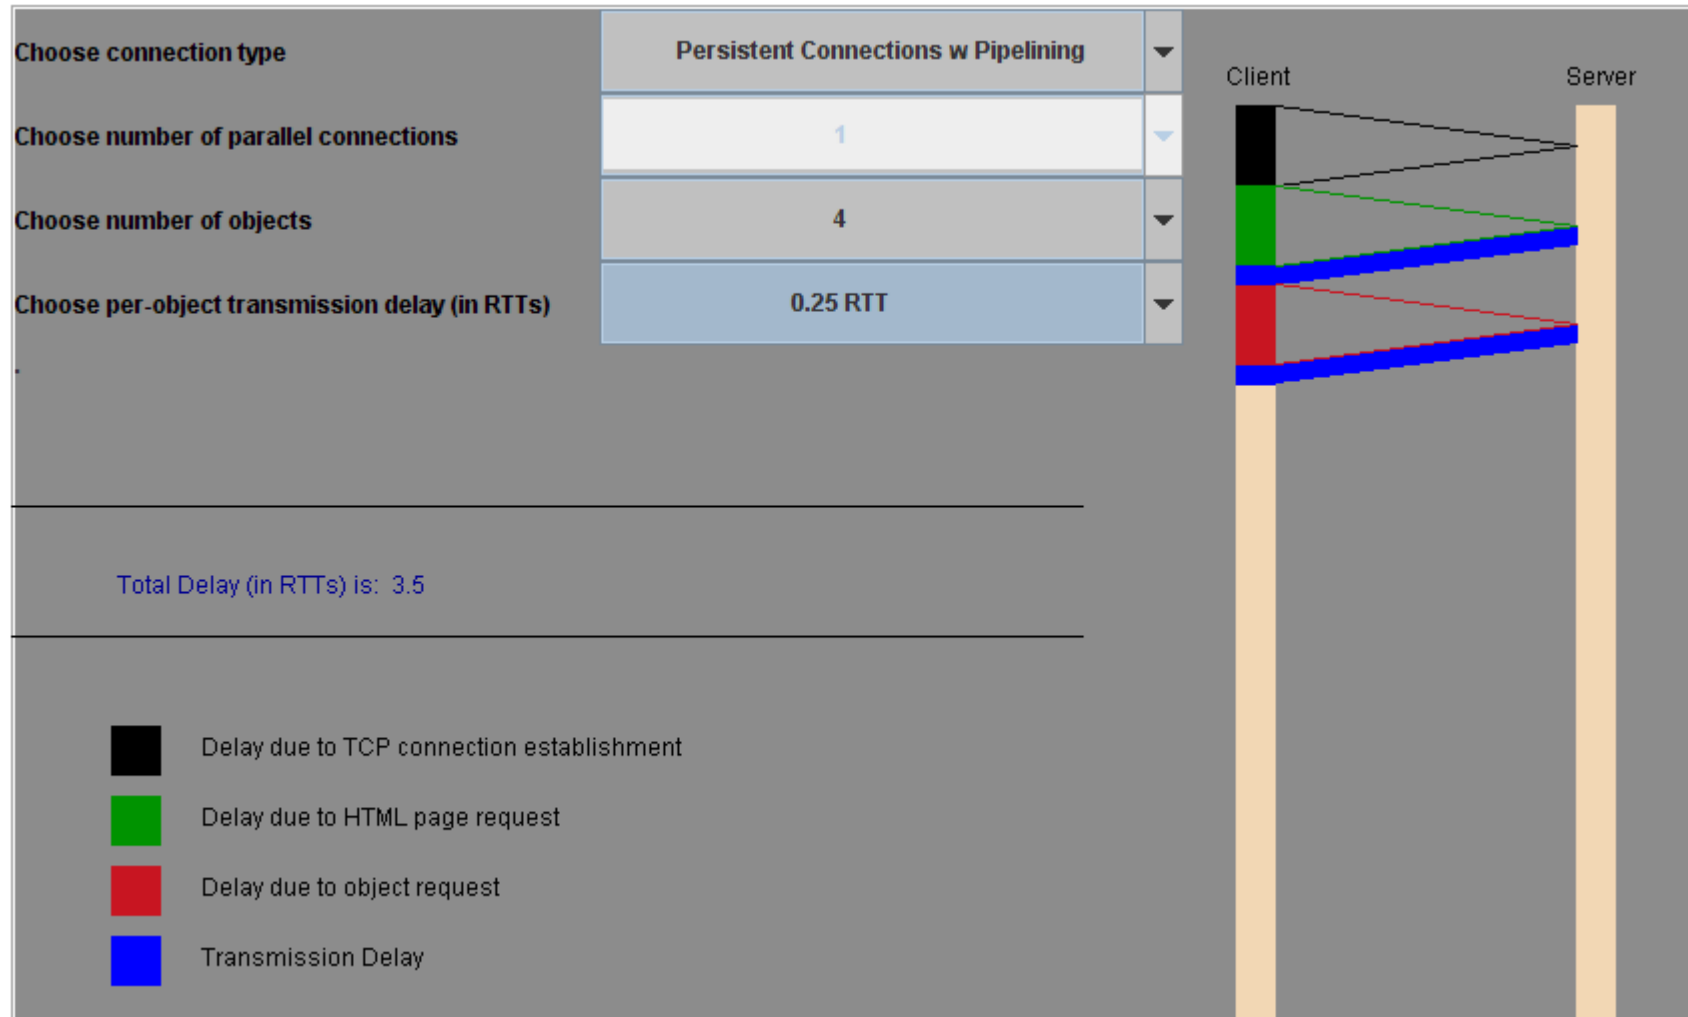 Choose connection type
Persistent Connections w Pipelining
Choose number of parallel connections
1
Choose number of objects
4
Choose per-object transmission delay (in RTTs)
0.25 RTT
.
Client
Server
Total Delay (in RTTs) is: 3.5
Delay due to TCP connection establishment
Delay due to HTML page request
Delay due to object request
Transmission Delay